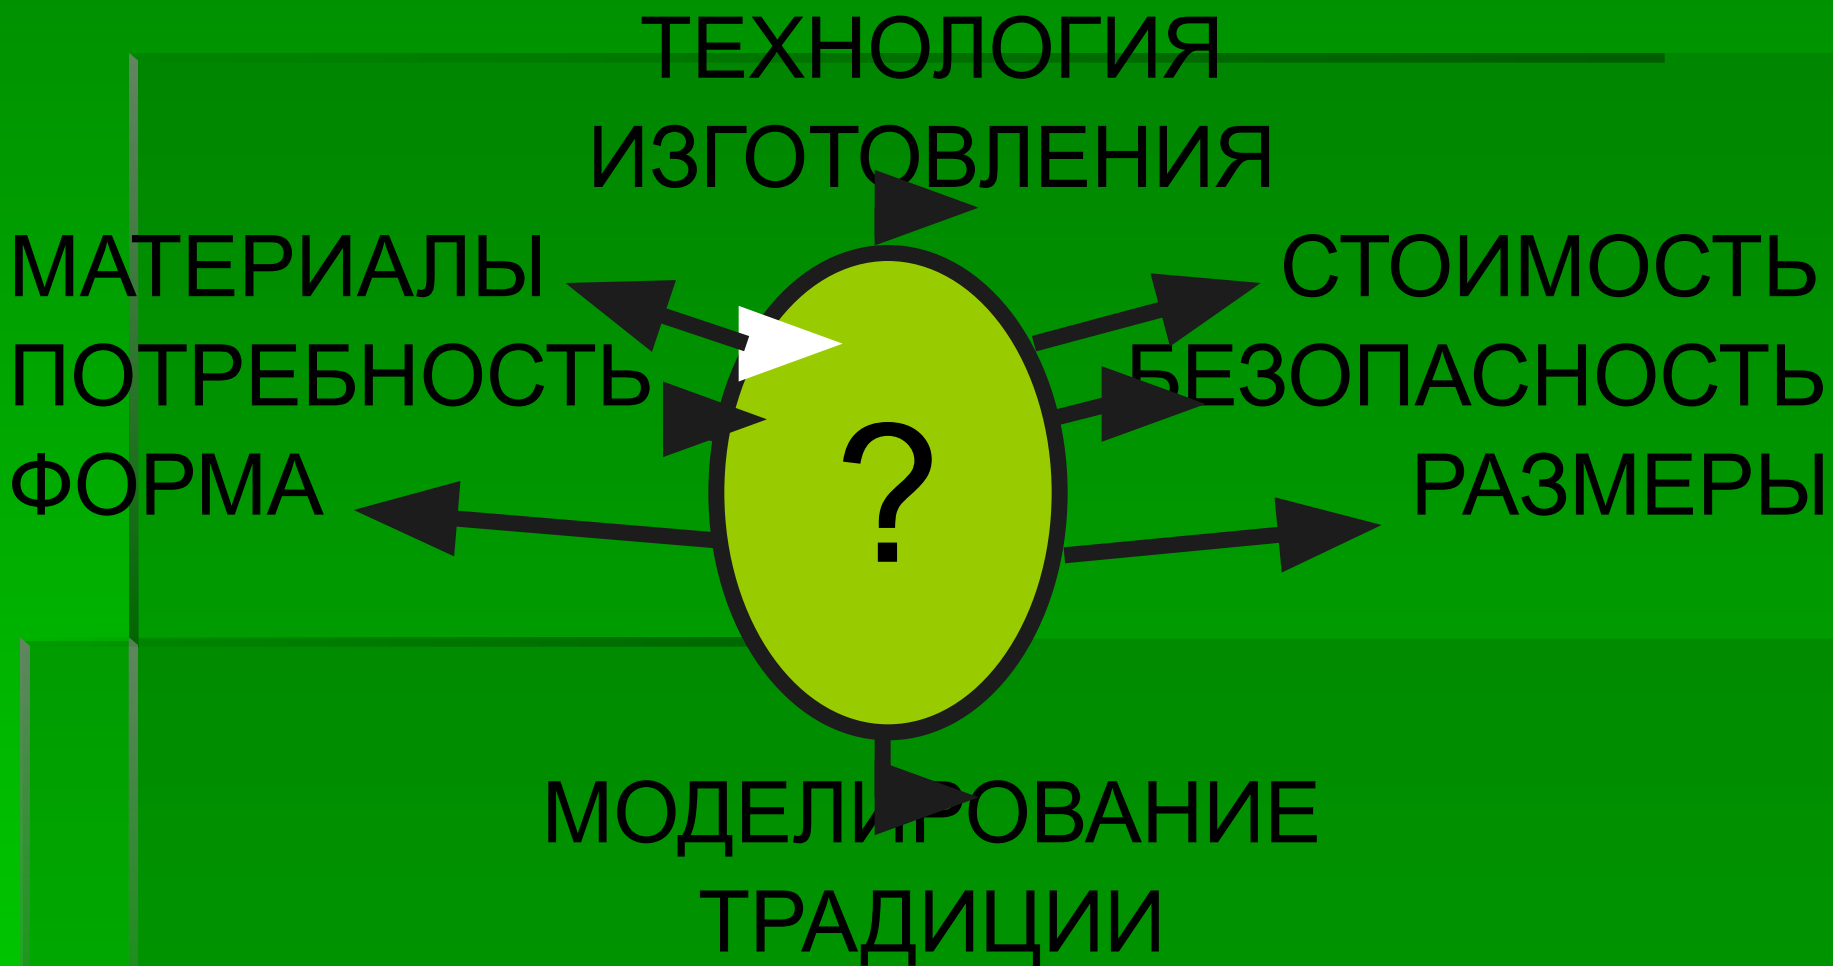 ТЕХНОЛОГИЯ
ИЗГОТОВЛЕНИЯ
МАТЕРИАЛЫ СТОИМОСТЬ
ПОТРЕБНОСТЬ БЕЗОПАСНОСТЬ
ФОРМА РАЗМЕРЫ
?
МОДЕЛИРОВАНИЕ
ТРАДИЦИИ